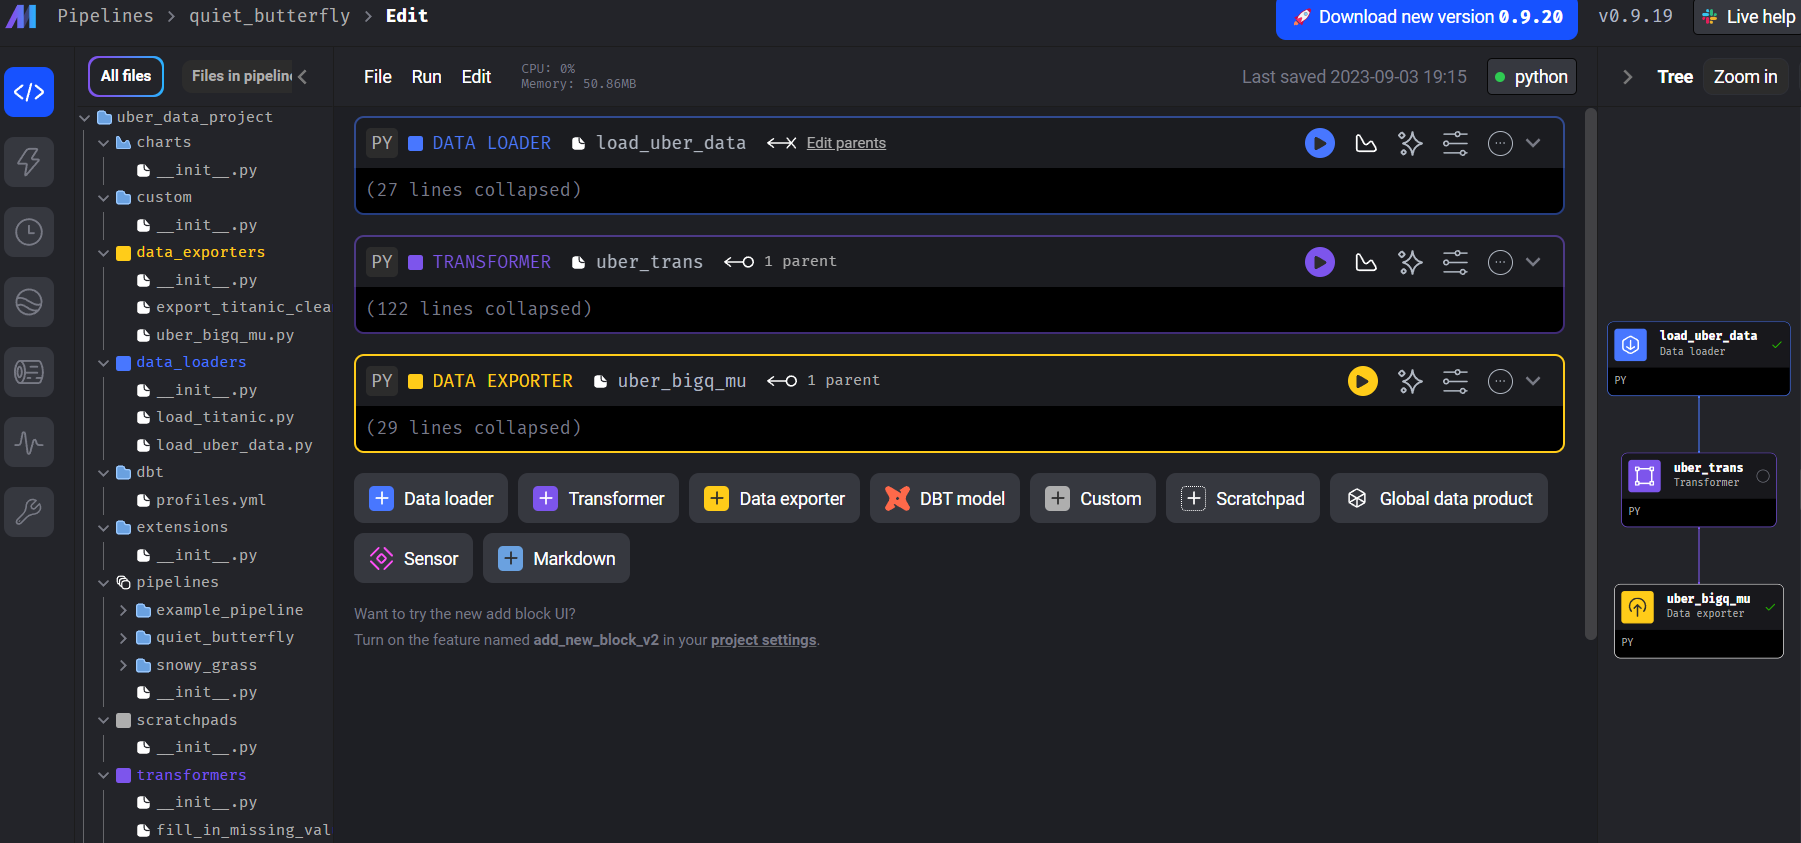 Pipelines > quiet_butterfly > Edit
Download new version 0.9.20
v0.9.19
Live help
All files
Files in pipeline
File Run Edit
CPU: 0%
Memory: 50.86MB
Last saved 2023-09-03 19:15
python
Tree
Zoom in
uber_data_project
charts
__init__.py
custom
__init__.py
data_exporters
__init__.py
export_titanic_clea
uber_bigq_mu.py
data_loaders
__init__.py
load_titanic.py
load_uber_data.py
dbt
profiles.yml
extensions
__init__.py
pipelines
example_pipeline
quiet_butterfly
snowy_grass
__init__.py
scratchpads
__init__.py
transformers
__init__.py
fill_in_missing_val
PY DATA LOADER load_uber_data Edit parents
(27 lines collapsed)
PY TRANSFORMER uber_trans 1 parent
(122 lines collapsed)
PY DATA EXPORTER uber_bigq_mu 1 parent
(29 lines collapsed)
Data loader Transformer Data exporter DBT model Custom Scratchpad Global data product
Sensor Markdown
Want to try the new add block UI?
Turn on the feature named add_new_block_v2 in your project settings.
load_uber_data
Data loader
PY
uber_trans
Transformer
PY
uber_bigq_mu
Data exporter
PY